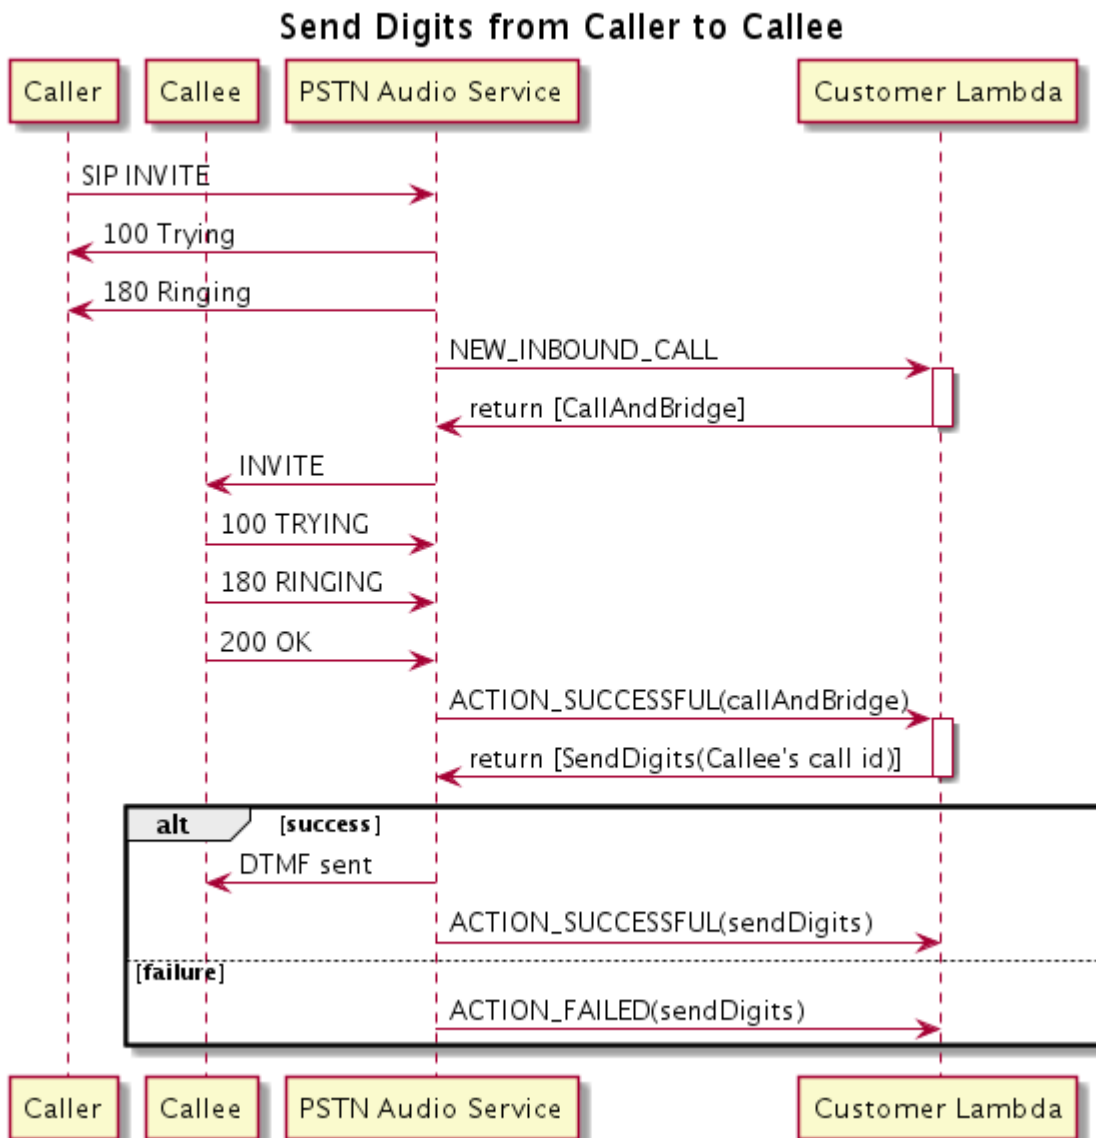 Send Digits from Caller to Callee
Caller Callee PSTN Audio Service Customer Lambda
SIP INVITE
100 Trying
180 Ringing
NEW_INBOUND_CALL
return [CallAndBridge]
INVITE
100 TRYING
180 RINGING
200 OK
ACTION_SUCCESSFUL(callAndBridge)
return [SendDigits(Callee's call id)]
alt [success]
DTMF sent
ACTION_SUCCESSFUL(sendDigits)
[failure]
ACTION_FAILED(sendDigits)
Caller Callee PSTN Audio Service Customer Lambda